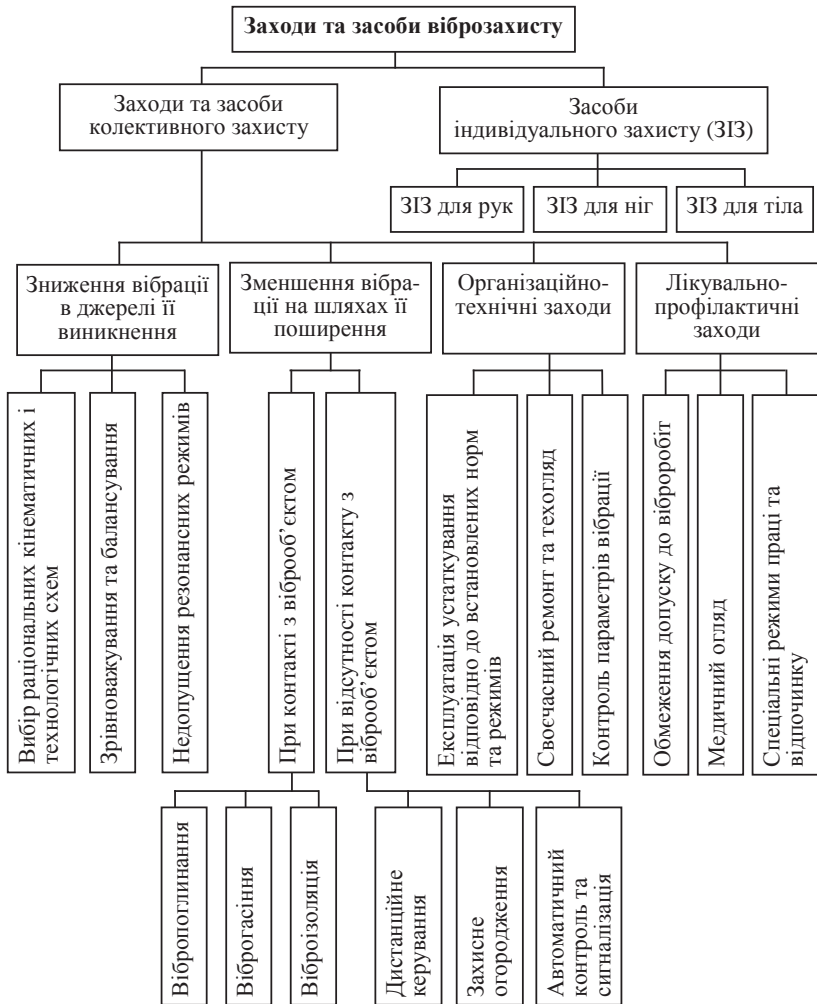 Заходи та засоби віброзахисту
Заходи та засоби
колективного захисту
Засоби
індивідуального захисту (ЗІЗ)
ЗІЗ для рук
ЗІЗ для ніг
ЗІЗ для тіла
Зниження вібрації
в джерелі її
виникнення
Зменшення вібра-
ції на шляхах її
поширення
Організаційно-
технічні заходи
Лікувально-
профілактичні
заходи
Вибір раціональних кінематичних і
технологічних схем
Зрівноважування та балансування
Недопущення резонансних режимів
При контакті з віброоб’єктом
При відсутності контакту з
віброоб’єктом
Експлуатація устаткування
відповідно до встановлених норм
та режимів
Своєчасний ремонт та техогляд
Контроль параметрів вібрації
Обмеження допуску до віброробіт
Медичний огляд
Спеціальні режими праці та
відпочинку
Вібропоглинання
Віброгасіння
Віброізоляція
Дистанційне
керування
Захисне
огородження
Автоматичний
контроль та
сигналізація